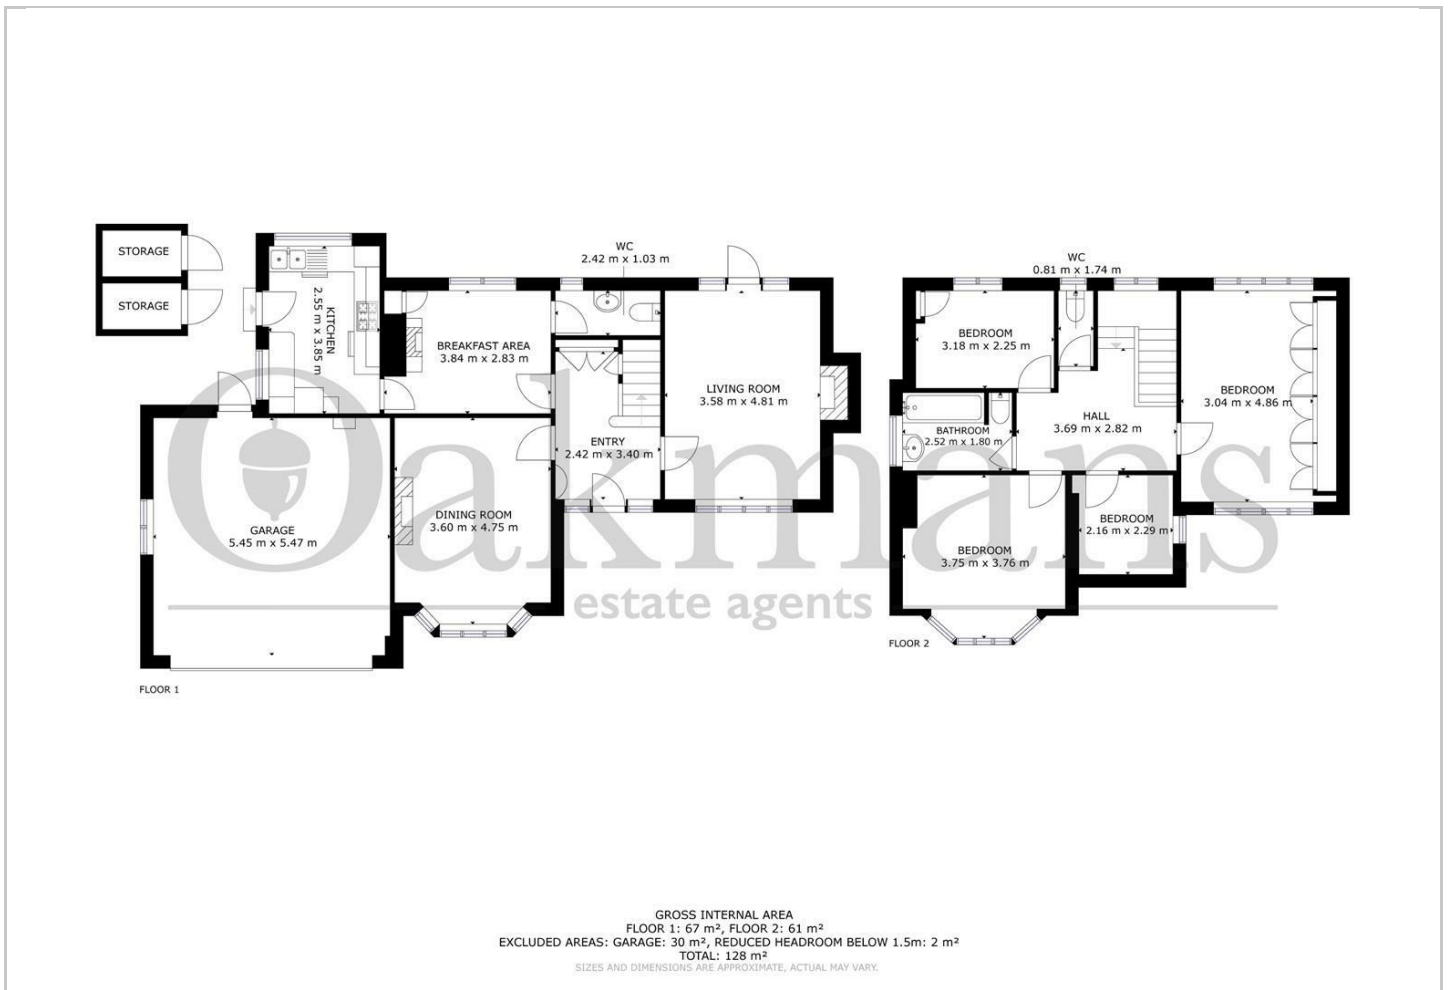 STORAGE
STORAGE
2.55 m x 3.85 m
KITCHEN
BREAKFAST AREA
3.84 m x 2.83 m
WC
2.42 m x 1.03 m
LIVING ROOM
3.58 m x 4.81 m
ENTRY
2.42 m x 3.40 m
DINING ROOM
3.60 m x 4.75 m
GARAGE
5.45 m x 5.47 m
FLOOR 1
WC
0.81 m x 1.74 m
BEDROOM
3.18 m x 2.25 m
BEDROOM
3.04 m x 4.86 m
HALL
3.69 m x 2.82 m
BATHROOM
2.52 m x 1.80 m
BEDROOM
2.16 m x 2.29 m
BEDROOM
3.75 m x 3.76 m
FLOOR 2
Oakmans
estate agents
GROSS INTERNAL AREA
FLOOR 1: 67 m², FLOOR 2: 61 m²
EXCLUDED AREAS: GARAGE: 30 m², REDUCED HEADROOM BELOW 1.5m: 2 m²
TOTAL: 128 m²
SIZES AND DIMENSIONS ARE APPROXIMATE, ACTUAL MAY VARY.